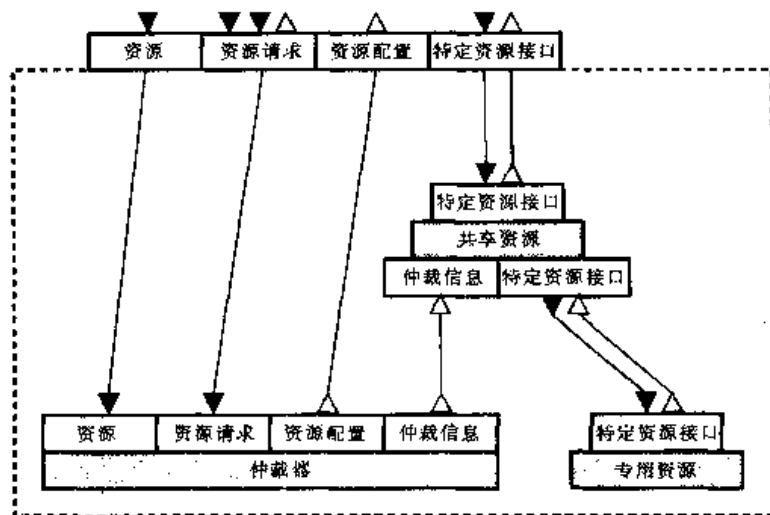 资源 资源请求 资源配置 特定资源接口
特定资源接口
共享资源
仲裁信息 特定资源接口
资源 资源请求 资源配置 仲裁信息 特定资源接口
仲裁器 专用资源